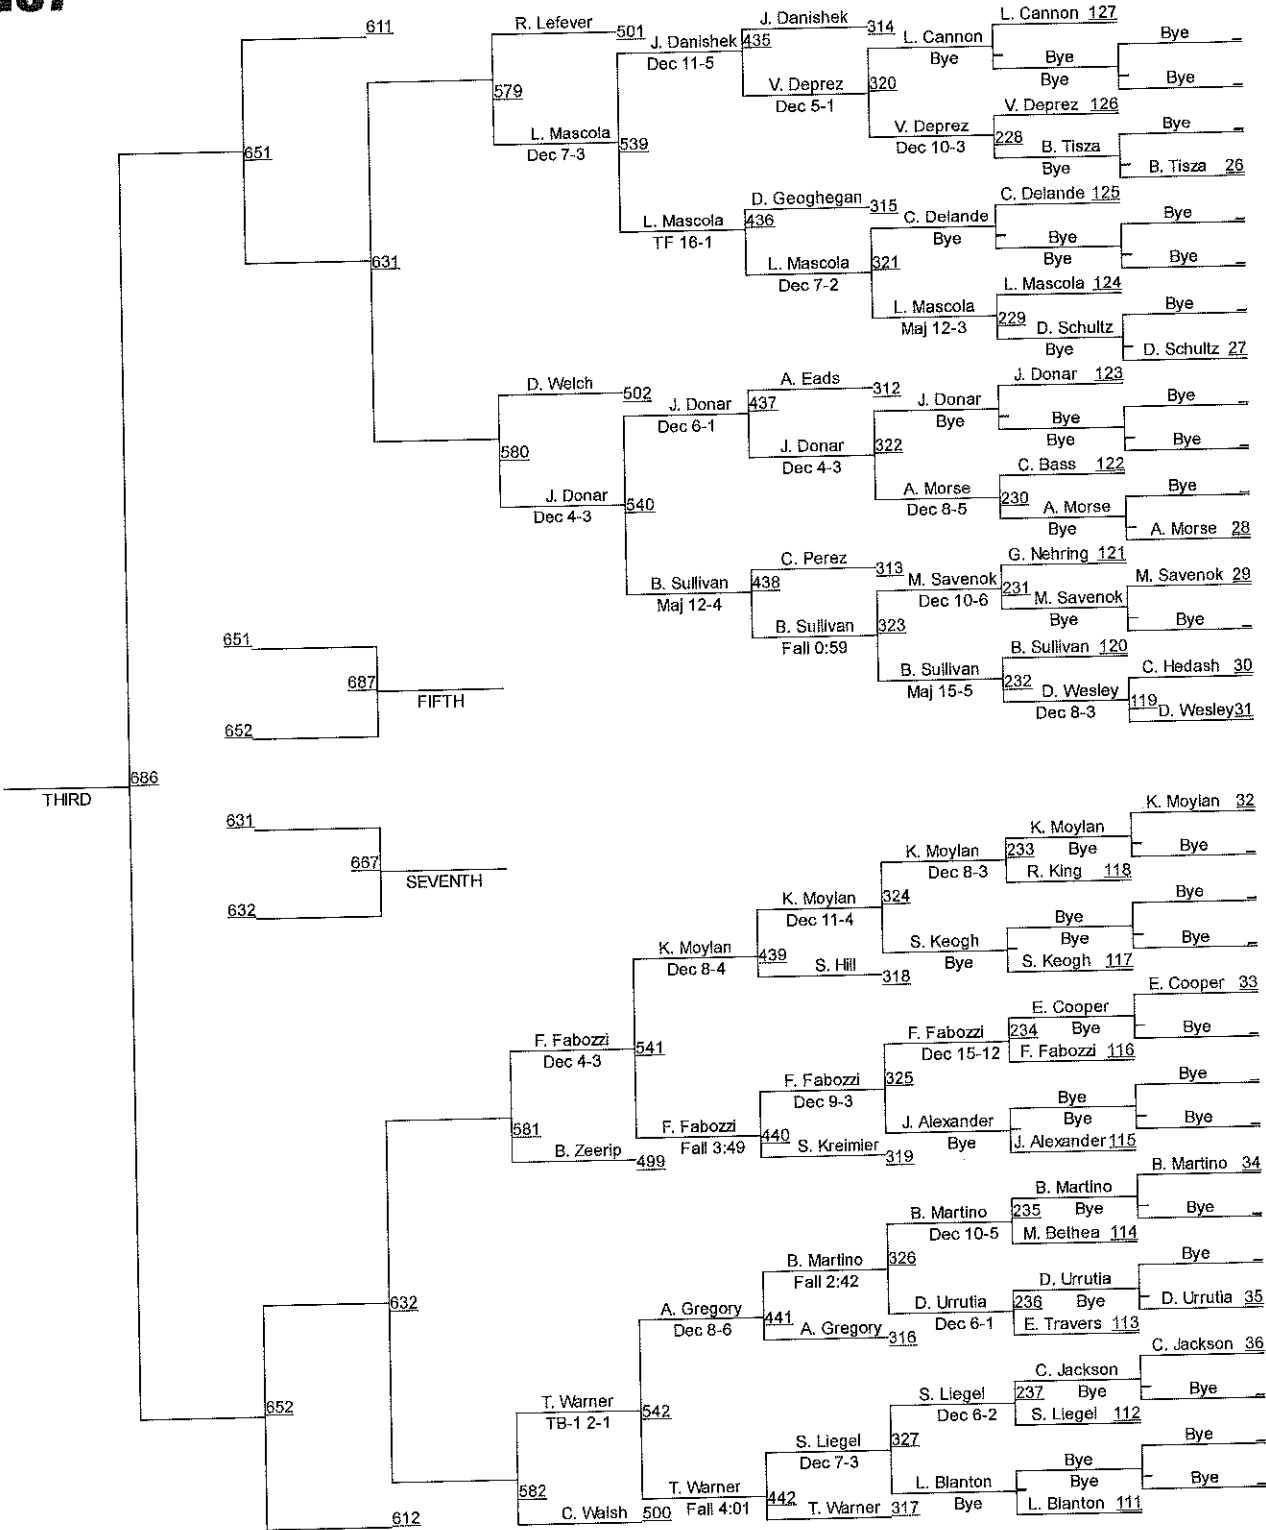 611
R. Lefever 501
J. Danishek 435
Dec 11-5
J. Danishek 314
L. Cannon
Bye
L. Cannon 127
Bye
Bye
Bye
Bye
579
V. Deprez
Dec 5-1
320
V. Deprez
Dec 10-3
V. Deprez 126
228
B. Tisza
Bye
Bye
B. Tisza 26
L. Mascola
Dec 7-3
539
651
D. Geoghegan 315
L. Mascola 436
TF 16-1
C. Delande
Bye
C. Delande 125
Bye
Bye
Bye
Bye
631
L. Mascola
Dec 7-2
321
L. Mascola
Maj 12-3
L. Mascola 124
229
D. Schultz
Bye
Bye
D. Schultz 27
D. Welch 502
J. Donar 437
Dec 6-1
A. Eads 312
J. Donar
Bye
J. Donar 123
Bye
Bye
Bye
Bye
580
J. Donar
Dec 4-3
322
A. Morse
Dec 8-5
C. Bass 122
230
A. Morse
Bye
Bye
A. Morse 28
J. Donar
Dec 4-3
540
B. Sullivan 438
Maj 12-4
C. Perez 313
M. Savenok
Dec 10-6
G. Nehring 121
231
M. Savenok
Bye
M. Savenok 29
Bye
B. Sullivan
Fall 0:59
323
B. Sullivan
Maj 15-5
B. Sullivan 120
232
D. Wesley
Dec 8-3
C. Hedash 30
119
D. Wesley 31
651
687
FIFTH
652
686
THIRD
631
667
SEVENTH
632
K. Moylan
Dec 8-4
K. Moylan
Dec 11-4
K. Moylan
Dec 8-3
K. Moylan
233
Bye
R. King 118
K. Moylan 32
Bye
439
S. Hill 318
324
S. Keogh
Bye
Bye
Bye
S. Keogh 117
Bye
Bye
F. Fabozzi
Dec 4-3
541
F. Fabozzi
Dec 9-3
F. Fabozzi
Dec 15-12
E. Cooper
234
Bye
F. Fabozzi 116
E. Cooper 33
Bye
581
B. Zeerip 499
F. Fabozzi
Fall 3:49
440
S. Kreimier 319
325
J. Alexander
Bye
Bye
Bye
J. Alexander 115
Bye
Bye
632
A. Gregory
Dec 8-6
B. Martino
Fall 2:42
B. Martino
Dec 10-5
B. Martino
235
Bye
M. Bethea 114
B. Martino 34
Bye
441
A. Gregory 316
326
D. Urrutia
Dec 6-1
D. Urrutia
236
Bye
E. Travers 113
Bye
D. Urrutia 35
652
T. Warner
TB-1 2-1
542
S. Liegel
Dec 7-3
S. Liegel
Dec 6-2
C. Jackson
237
Bye
S. Liegel 112
C. Jackson 36
Bye
582
C. Walsh 500
T. Warner
Fall 4:01
442
T. Warner 317
327
L. Blanton
Bye
Bye
Bye
L. Blanton 111
Bye
Bye
612